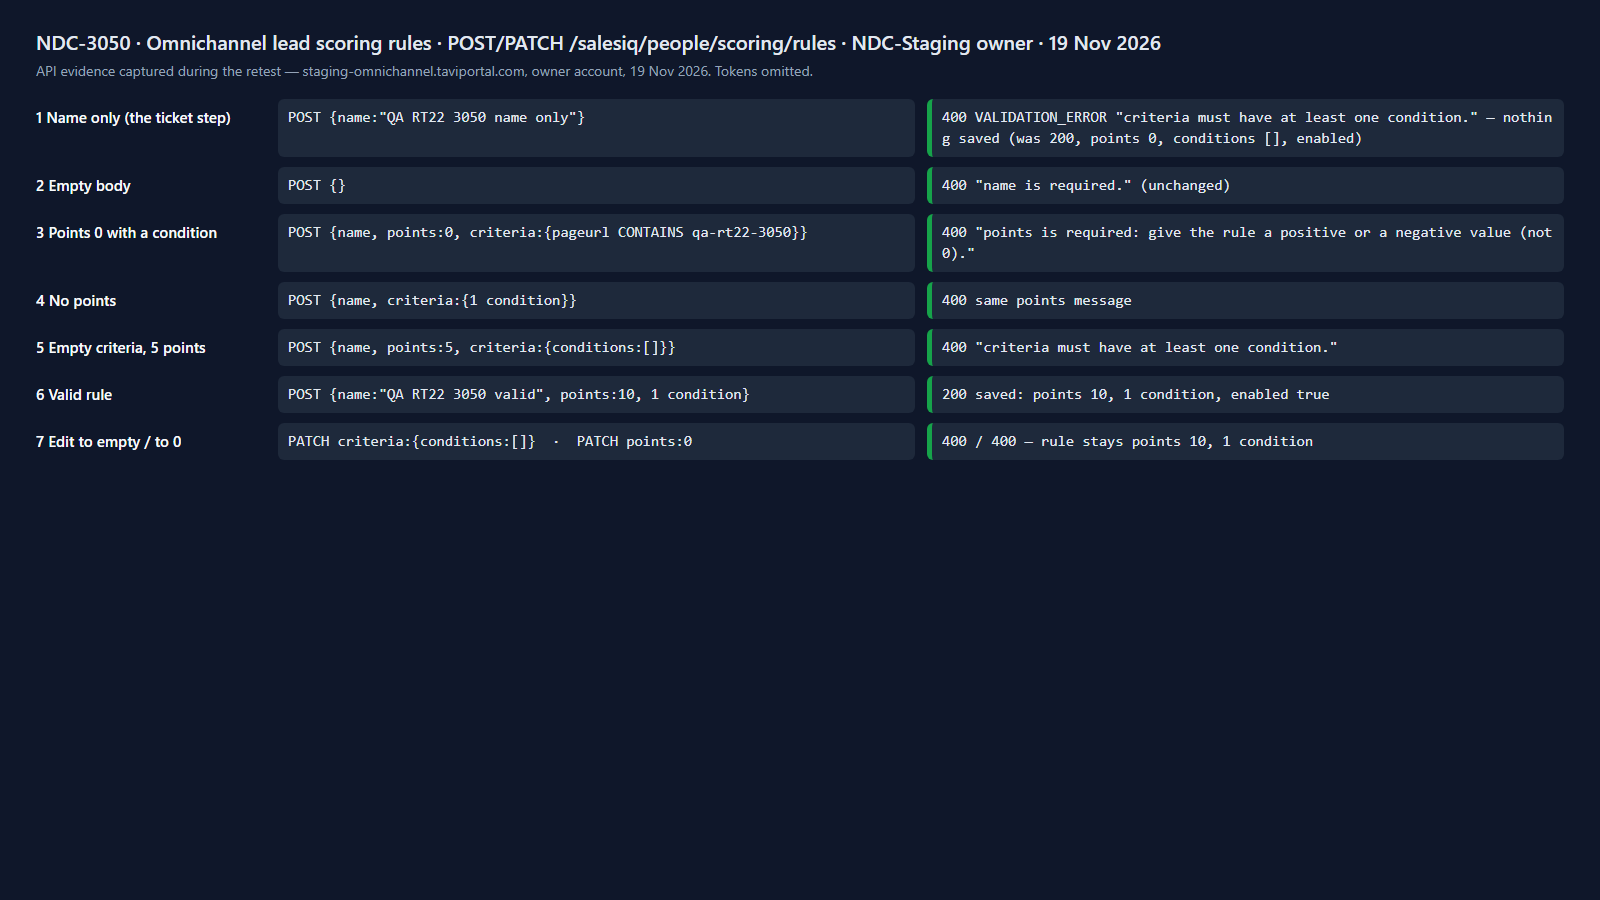 NDC-3050 · Omnichannel lead scoring rules · POST/PATCH /salesiq/people/scoring/rules · NDC-Staging owner · 19 Nov 2026
API evidence captured during the retest — staging-omnichannel.taviportal.com, owner account, 19 Nov 2026. Tokens omitted.
1 Name only (the ticket step)
POST {name:"QA RT22 3050 name only"}
400 VALIDATION_ERROR "criteria must have at least one condition." — nothin
g saved (was 200, points 0, conditions [], enabled)
2 Empty body
POST {}
400 "name is required." (unchanged)
3 Points 0 with a condition
POST {name, points:0, criteria:{pageurl CONTAINS qa-rt22-3050}}
400 "points is required: give the rule a positive or a negative value (not
0)."
4 No points
POST {name, criteria:{1 condition}}
400 same points message
5 Empty criteria, 5 points
POST {name, points:5, criteria:{conditions:[]}}
400 "criteria must have at least one condition."
6 Valid rule
POST {name:"QA RT22 3050 valid", points:10, 1 condition}
200 saved: points 10, 1 condition, enabled true
7 Edit to empty / to 0
PATCH criteria:{conditions:[]}  ·  PATCH points:0
400 / 400 — rule stays points 10, 1 condition